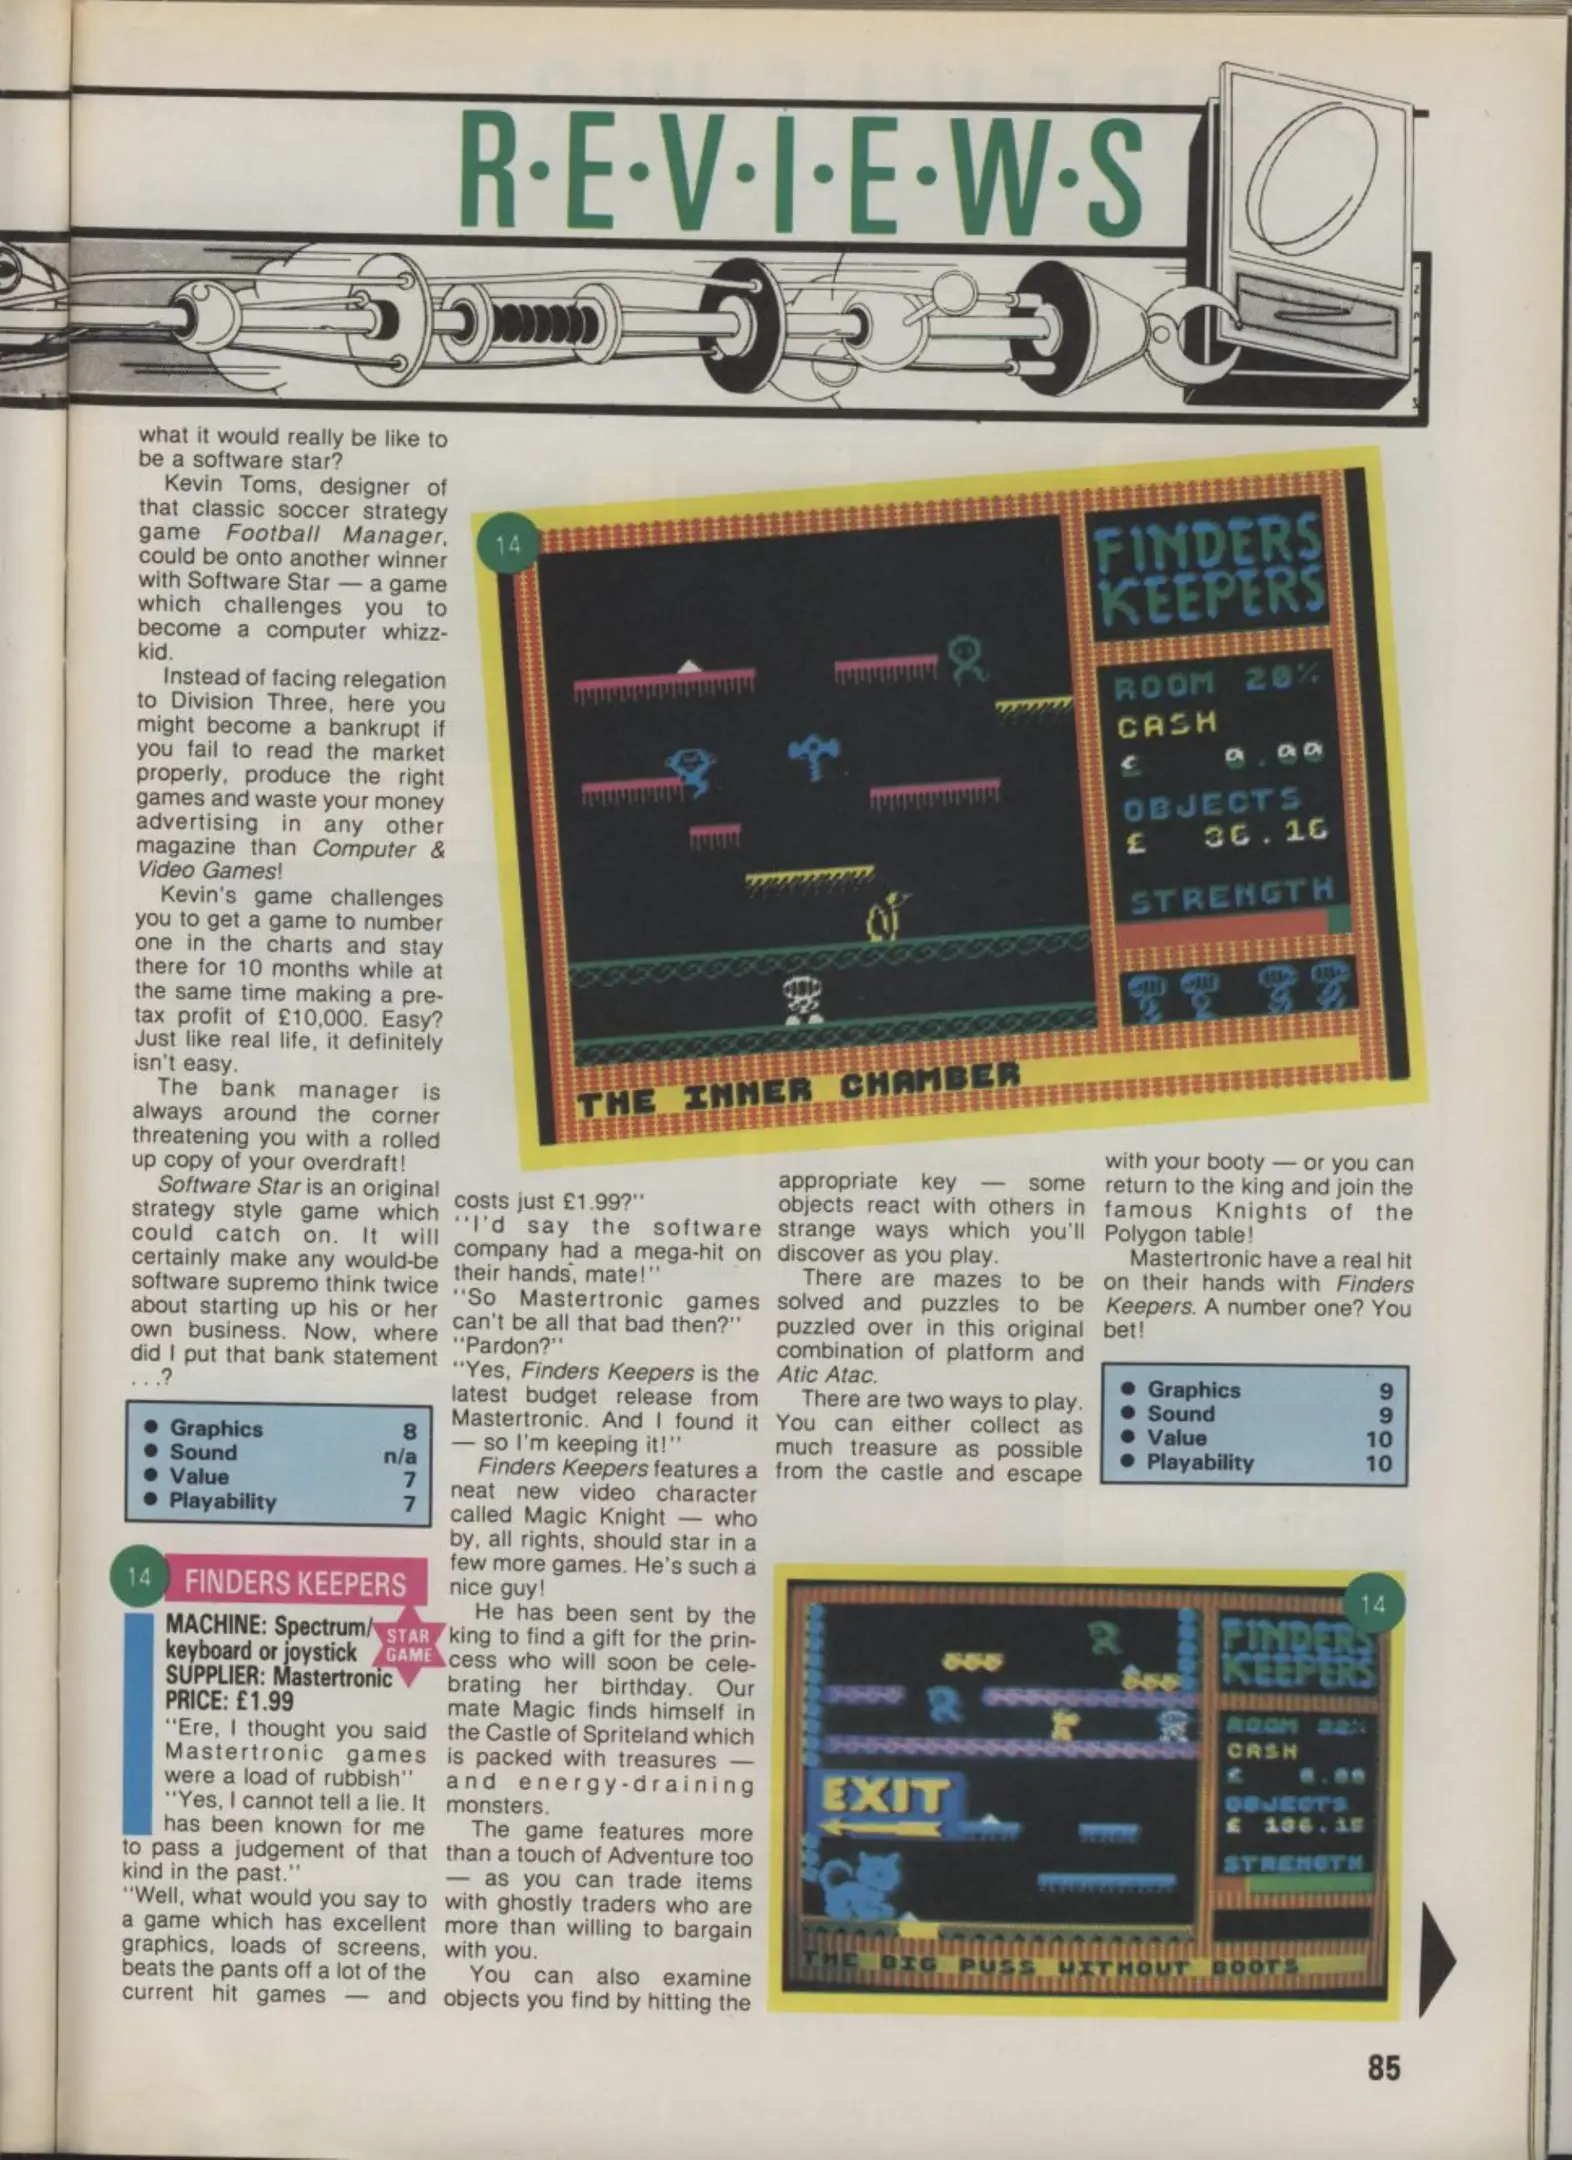 R·E·V·I·E·W·S
what it would really be like to
be a software star?
Kevin Toms, designer of
that classic soccer strategy
game Football Manager,
could be onto another winner
with Software Star — a game
which challenges you to
become a computer whizz-
kid.
Instead of facing relegation
to Division Three, here you
might become a bankrupt if
you fail to read the market
properly, produce the right
games and waste your money
advertising in any other
magazine than Computer &
Video Games!
Kevin's game challenges
you to get a game to number
one in the charts and stay
there for 10 months while at
the same time making a pre-
tax profit of £10,000. Easy?
Just like real life, it definitely
isn't easy.
The bank manager is
always around the corner
threatening you with a rolled
up copy of your overdraft!
Software Star is an original
strategy style game which
could catch on. It will
certainly make any would-be
software supremo think twice
about starting up his or her
own business. Now, where
did I put that bank statement
. . .?
• Graphics 8
• Sound n/a
• Value 7
• Playability 7
14 FINDERS KEEPERS
MACHINE: Spectrum/
keyboard or joystick
SUPPLIER: Mastertronic
PRICE: £1.99
STAR
GAME
"Ere, I thought you said
Mastertronic games
were a load of rubbish"
"Yes, I cannot tell a lie. It
has been known for me
to pass a judgement of that
kind in the past."
"Well, what would you say to
a game which has excellent
graphics, loads of screens,
beats the pants off a lot of the
current hit games — and
costs just £1.99?"
"I'd say the software
company had a mega-hit on
their hands, mate!"
"So Mastertronic games
can't be all that bad then?"
"Pardon?"
"Yes, Finders Keepers is the
latest budget release from
Mastertronic. And I found it
— so I'm keeping it!"
Finders Keepers features a
neat new video character
called Magic Knight — who
by, all rights, should star in a
few more games. He's such a
nice guy!
He has been sent by the
king to find a gift for the prin-
cess who will soon be cele-
brating her birthday. Our
mate Magic finds himself in
the Castle of Spriteland which
is packed with treasures —
and energy-draining
monsters.
The game features more
than a touch of Adventure too
— as you can trade items
with ghostly traders who are
more than willing to bargain
with you.
You can also examine
objects you find by hitting the
appropriate key — some
objects react with others in
strange ways which you'll
discover as you play.
There are mazes to be
solved and puzzles to be
puzzled over in this original
combination of platform and
Atic Atac.
There are two ways to play.
You can either collect as
much treasure as possible
from the castle and escape
with your booty — or you can
return to the king and join the
famous Knights of the
Polygon table!
Mastertronic have a real hit
on their hands with Finders
Keepers. A number one? You
bet!
• Graphics 9
• Sound 9
• Value 10
• Playability 10
14
FINDERS
KEEPERS
ROOM 20%
CASH
£ 0.00
OBJECTS
£ 36.16
STRENGTH
THE INNER CHAMBER
14
FINDERS
KEEPERS
ROOM 22%
CASH
£ 0.00
OBJECTS
£ 136.15
STRENGTH
EXIT
THE BIG PUSS WITHOUT BOOTS
85